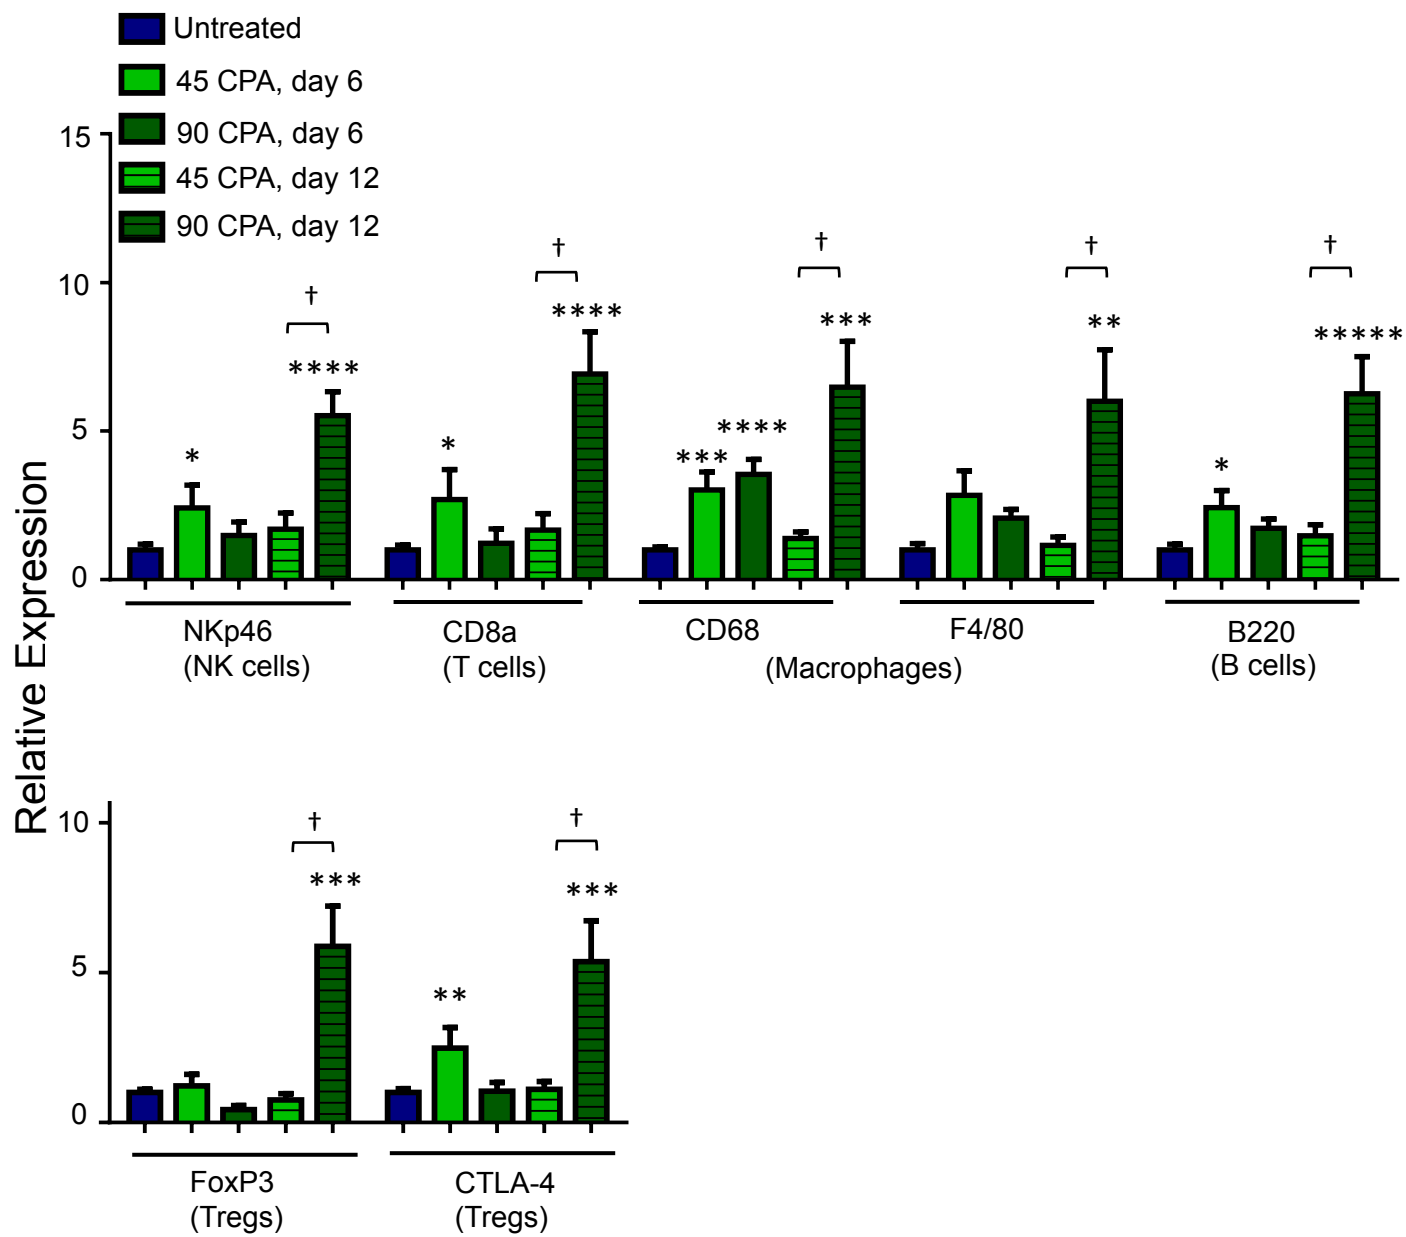 Untreated
45 CPA, day 6
90 CPA, day 6
45 CPA, day 12
90 CPA, day 12
Relative Expression
15
10
5
0
†
†
†
†
†
*
****
*
****
***
****
***
**
*
*****
NKp46
(NK cells)
CD8a
(T cells)
CD68
F4/80
(Macrophages)
B220
(B cells)
10
5
0
†
†
***
**
***
FoxP3
(Tregs)
CTLA-4
(Tregs)